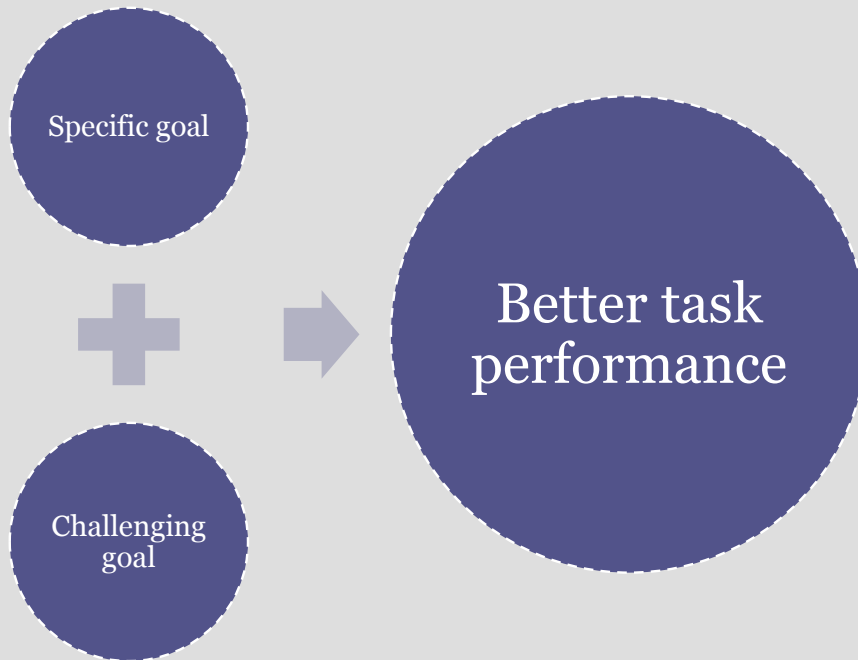 Specific goal
Challenging
goal
Better task
performance